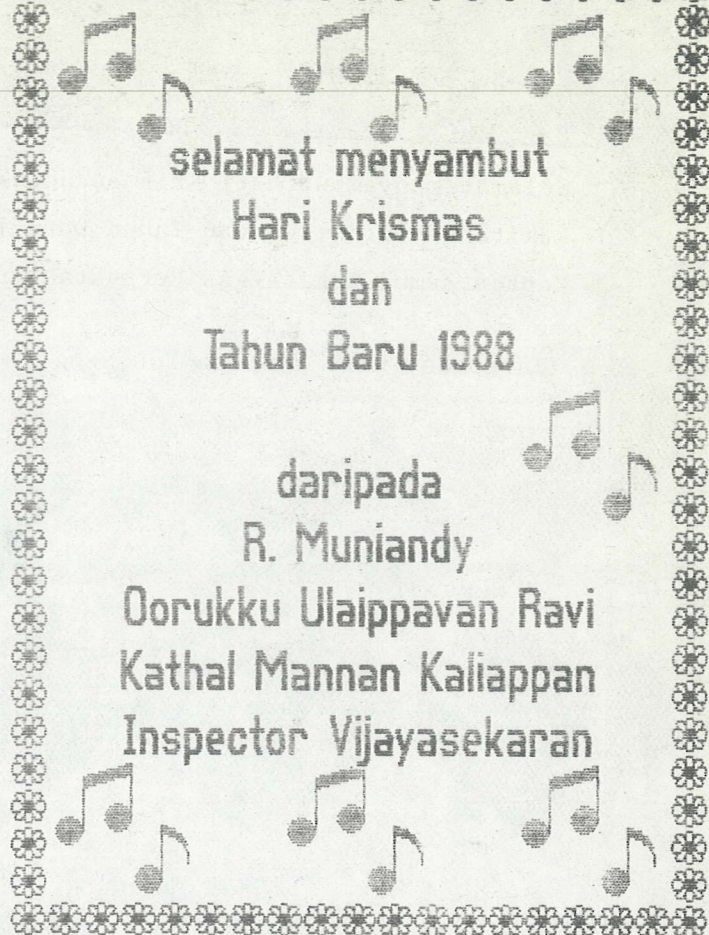 selamat menyambut
Hari Krismas
dan
Tahun Baru 1988
daripada
R. Muniandy
Oorukku Ulaippavan Ravi
Kathal Mannan Kaliappan
Inspector Vijayasekaran